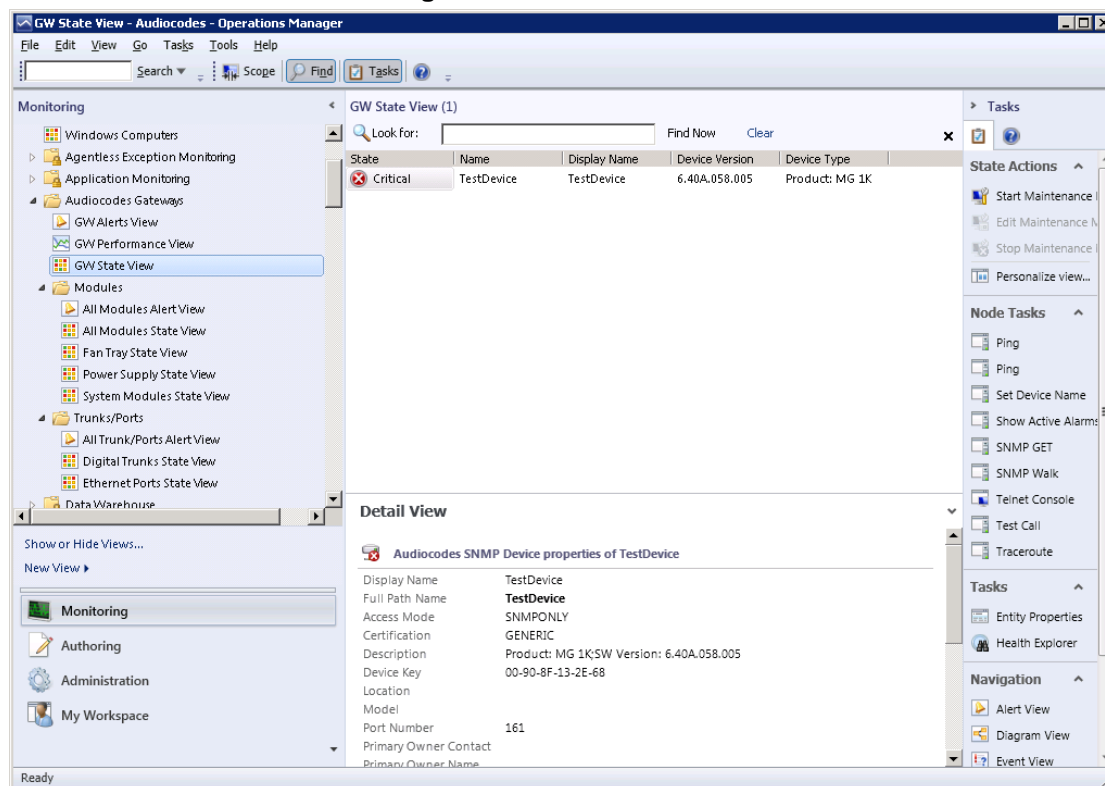 GW State View - Audiocodes - Operations Manager
File Edit View Go Tasks Tools Help
Search Scope Find Tasks
Monitoring
Windows Computers
Agentless Exception Monitoring
Application Monitoring
Audiocodes Gateways
GW Alerts View
GW Performance View
GW State View
Modules
All Modules Alert View
All Modules State View
Fan Tray State View
Power Supply State View
System Modules State View
Trunks/Ports
All Trunk/Ports Alert View
Digital Trunks State View
Ethernet Ports State View
Data Warehouse
Show or Hide Views...
New View
Monitoring
Authoring
Administration
My Workspace
GW State View (1)
Look for: Find Now Clear
State Name Display Name Device Version Device Type
Critical TestDevice TestDevice 6.40A.058.005 Product: MG 1K
Detail View
Audiocodes SNMP Device properties of TestDevice
Display Name TestDevice
Full Path Name TestDevice
Access Mode SNMPONLY
Certification GENERIC
Description Product: MG 1K;SW Version: 6.40A.058.005
Device Key 00-90-8F-13-2E-68
Location
Model
Port Number 161
Primary Owner Contact
Primary Owner Name
Tasks
State Actions
Start Maintenance
Edit Maintenance
Stop Maintenance
Personalize view...
Node Tasks
Ping
Ping
Set Device Name
Show Active Alarms
SNMP GET
SNMP Walk
Telnet Console
Test Call
Traceroute
Tasks
Entity Properties
Health Explorer
Navigation
Alert View
Diagram View
Event View
Ready